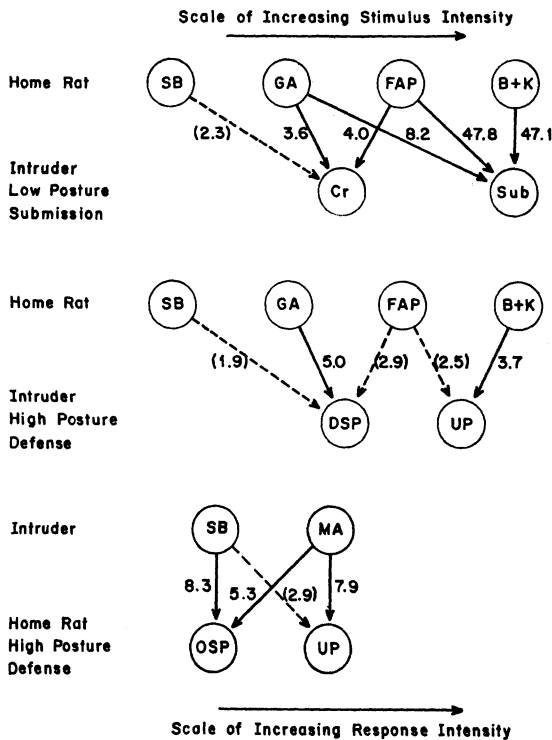 Scale of Increasing Stimulus Intensity
Home Rat SB GA FAP B+K
(2.3) 3.6 4.0 8.2 47.8 47.1
Intruder
Low Posture
Submission
Cr Sub
Home Rat SB GA FAP B+K
(1.9) 5.0 (2.9) (2.5) 3.7
Intruder
High Posture
Defense
DSP UP
Intruder SB MA
8.3 5.3 (2.9) 7.9
Home Rat
High Posture
Defense
OSP UP
Scale of Increasing Response Intensity